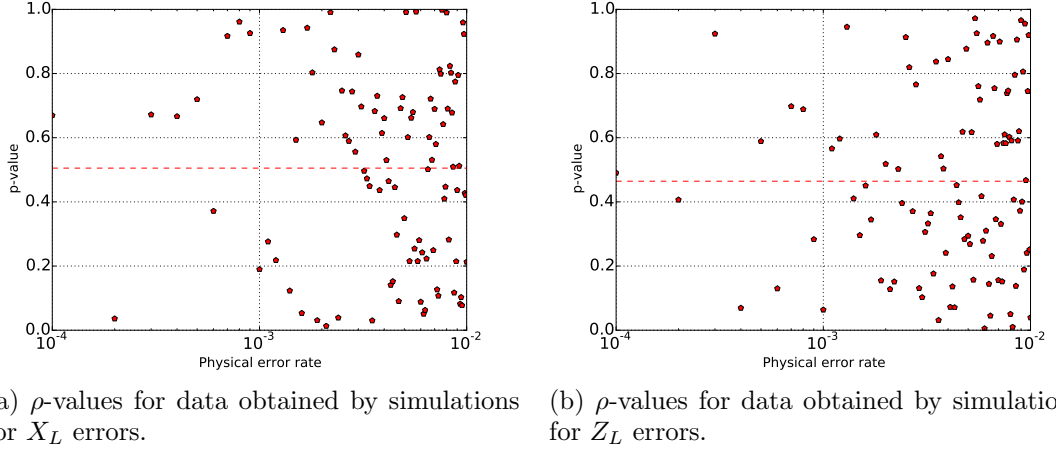 1.0
0.8
0.6
0.4
0.2
0.0
p-value
10-4
10-3
10-2
Physical error rate
1.0
0.8
0.6
0.4
0.2
0.0
p-value
10-4
10-3
10-2
Physical error rate
a) ρ-values for data obtained by simulations
or XL errors.
(b) ρ-values for data obtained by simulatio
for ZL errors.